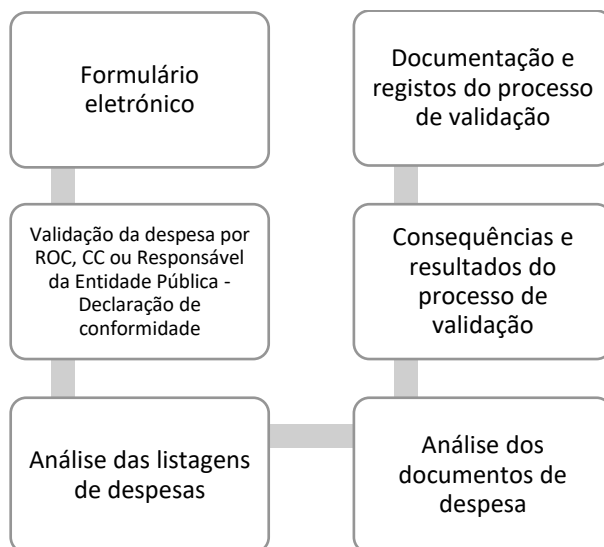 Formulário
eletrónico
Validação da despesa por
ROC, CC ou Responsável
da Entidade Pública -
Declaração de
conformidade
Análise das listagens
de despesas
Análise dos
documentos de
despesa
Consequências e
resultados do
processo de
validação
Documentação e
registos do processo
de validação